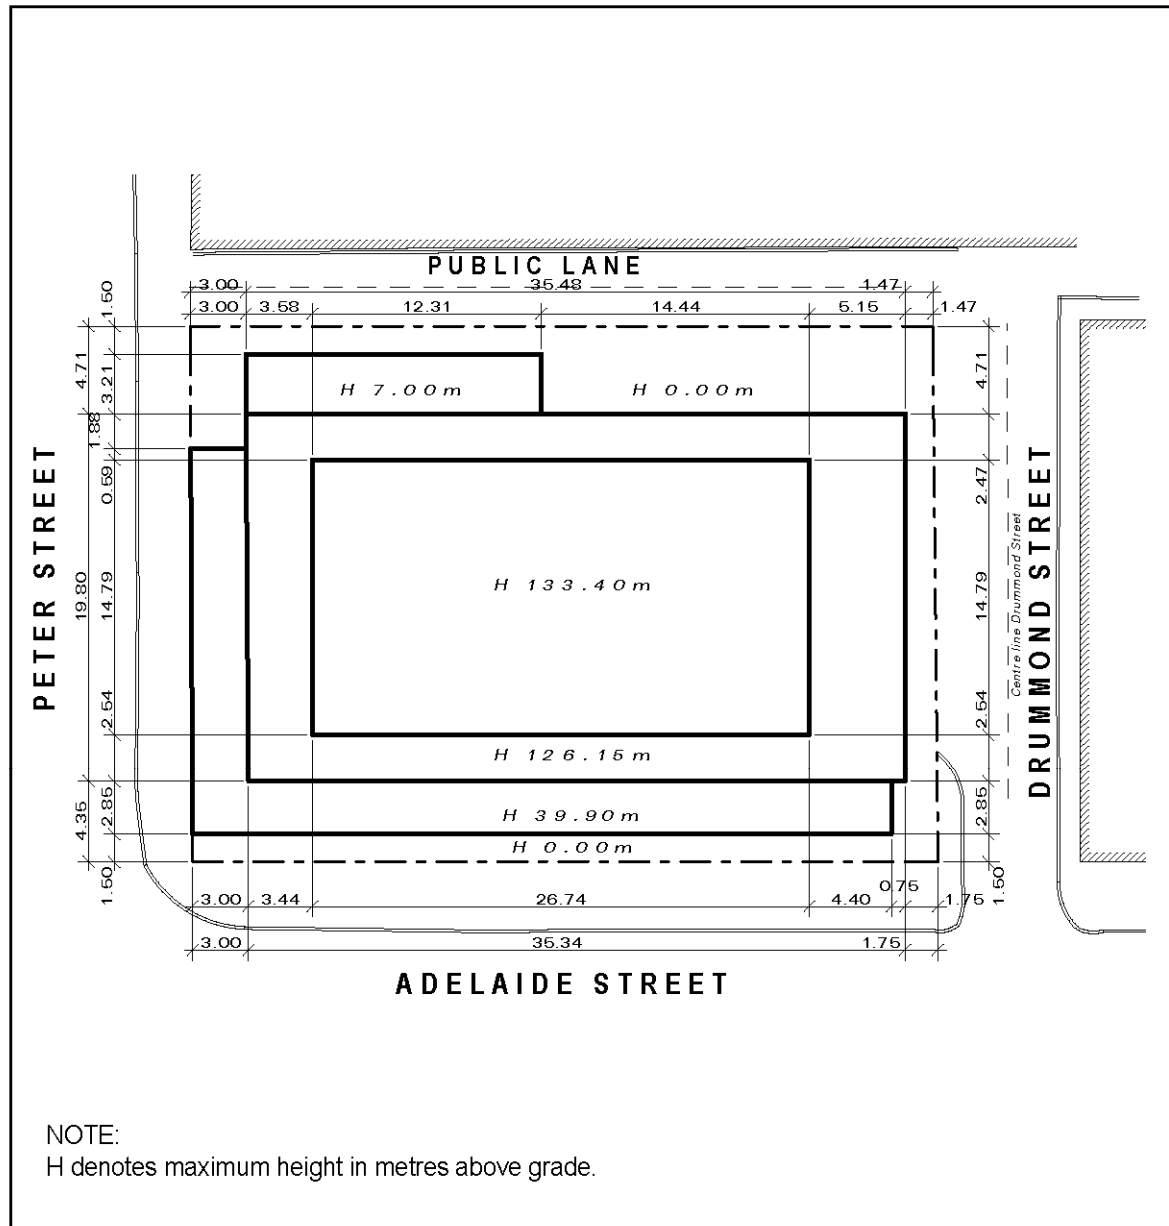 PUBLIC LANE
3.00 35.48 1.47
3.00 3.58 12.31 14.44 5.15 1.47
1.50
4.71
3.21
1.88
0.59
19.80
14.79
2.54
4.35
2.85
1.50
PETER STREET
H 7.00m H 0.00m
H 133.40m
H 126.15m
H 39.90m
H 0.00m
4.71
2.47
14.79
2.54
2.85
1.50
Centre line Drummond Street
DRUMMOND STREET
0.75
3.00 3.44 26.74 4.40 1.75
3.00 35.34 1.75
ADELAIDE STREET
NOTE:
H denotes maximum height in metres above grade.